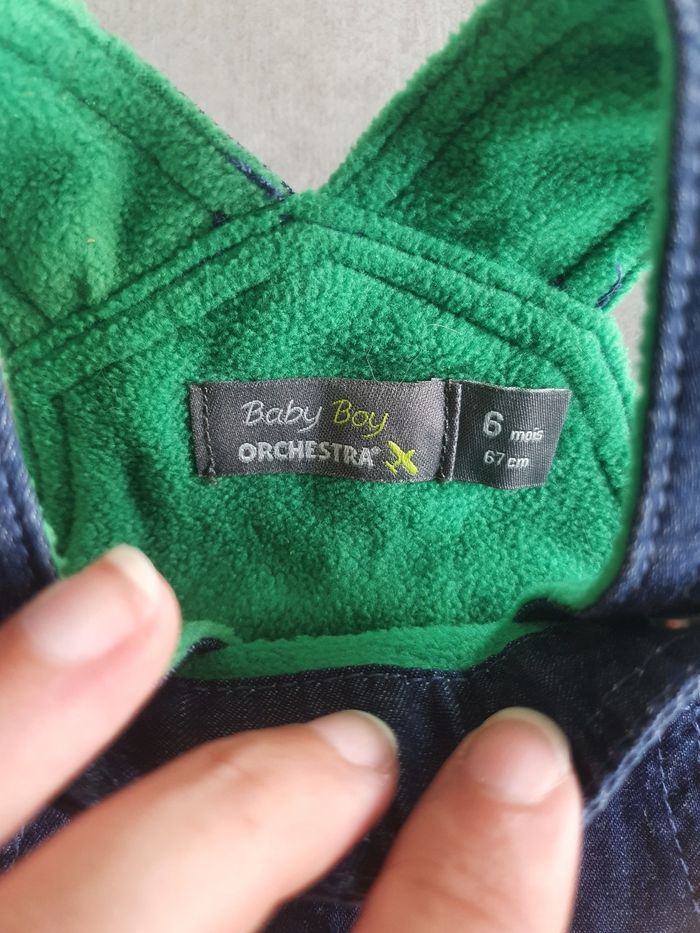 Baby Boy
ORCHESTRA®
6 mois
67 cm